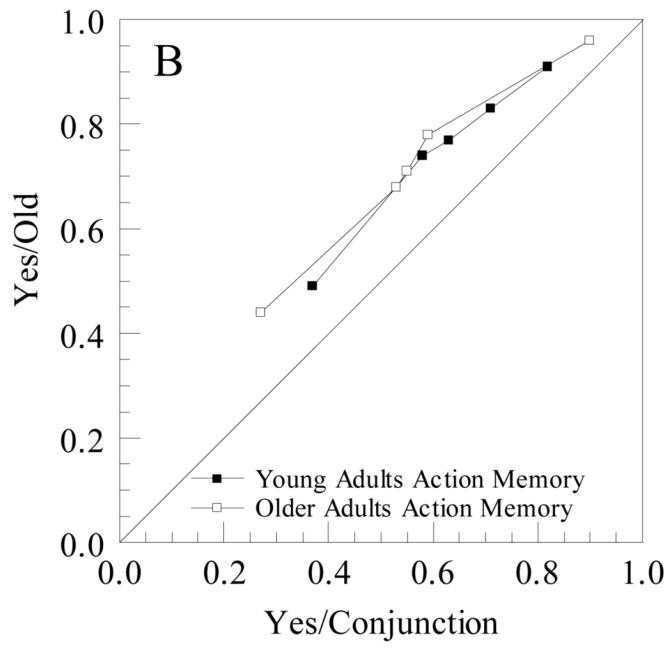 B
1.0
0.8
0.6
0.4
0.2
0.0
Yes/Old
Young Adults Action Memory
Older Adults Action Memory
0.0 0.2 0.4 0.6 0.8 1.0
Yes/Conjunction